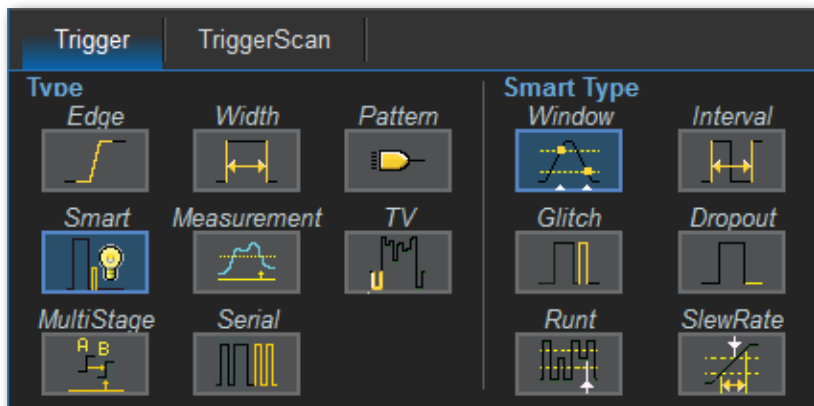 Trigger TriggerScan
Type Smart Type
Edge Width Pattern Window Interval
Smart Measurement TV Glitch Dropout
MultiStage Serial Runt SlewRate
A B